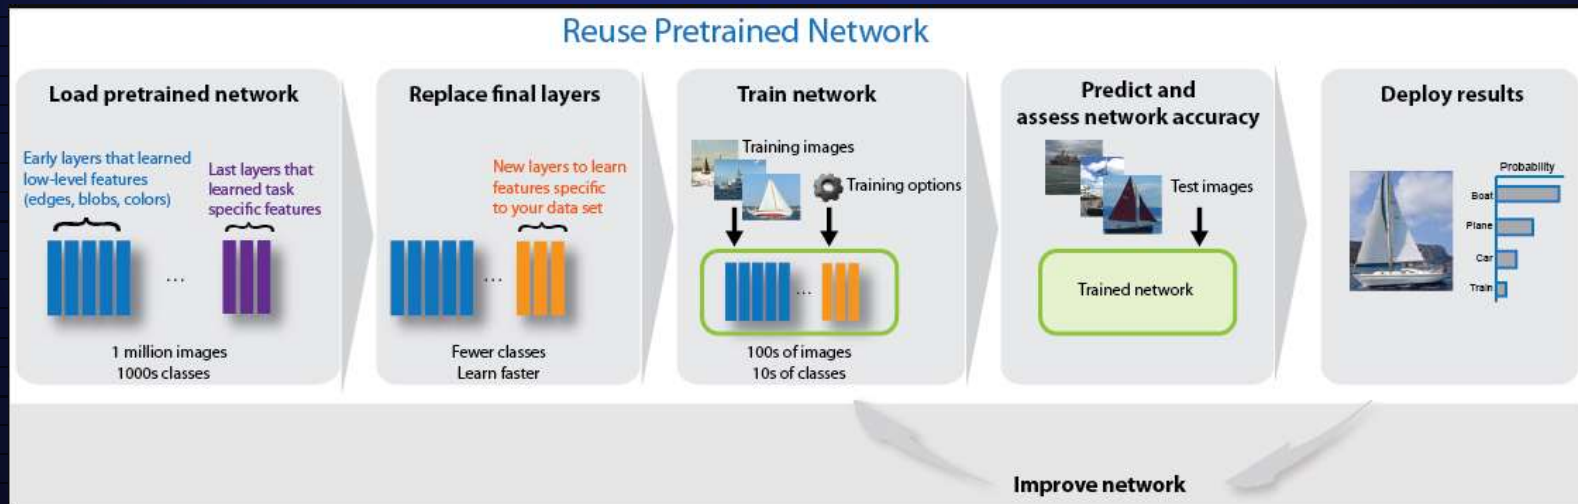 Reuse Pretrained Network
Load pretrained network
Early layers that learned
low-level features
(edges, blobs, colors)
Last layers that
learned task
specific features
...
1 million images
1000s classes
Replace final layers
New layers to learn
features specific
to your data set
...
Fewer classes
Learn faster
Train network
Training images
Training options
...
100s of images
10s of classes
Predict and
assess network accuracy
Test images
Trained network
Deploy results
Probability
Boat
Plane
Car
Train
Improve network